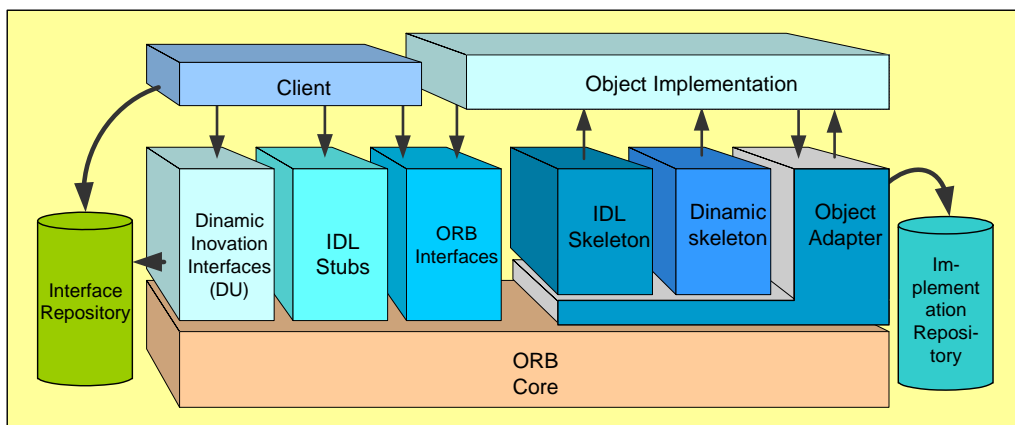 Client
Object Implementation
Dinamic
Inovation
Interfaces
(DU)
IDL
Stubs
ORB
Interfaces
IDL
Skeleton
Dinamic
skeleton
Object
Adapter
Interface
Repository
Im-
plement
ation
Reposi-
tory
ORB
Core